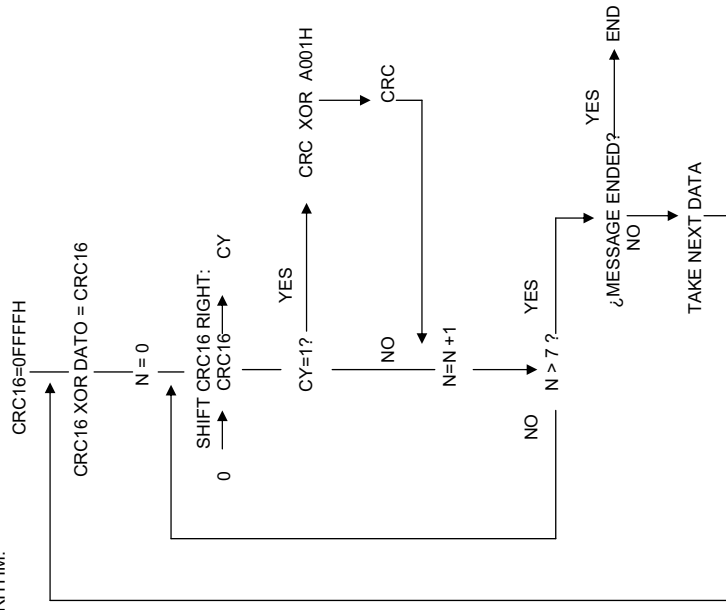 RITHM:
CRC16=0FFFFH
CRC16 XOR DATO = CRC16
N = 0
SHIFT CRC16 RIGHT:
0 CRC16 CY
CY=1? YES CRC XOR A001H
CRC
NO
N=N +1
NO N > 7 ? YES
¿MESSAGE ENDED? YES END
NO
TAKE NEXT DATA